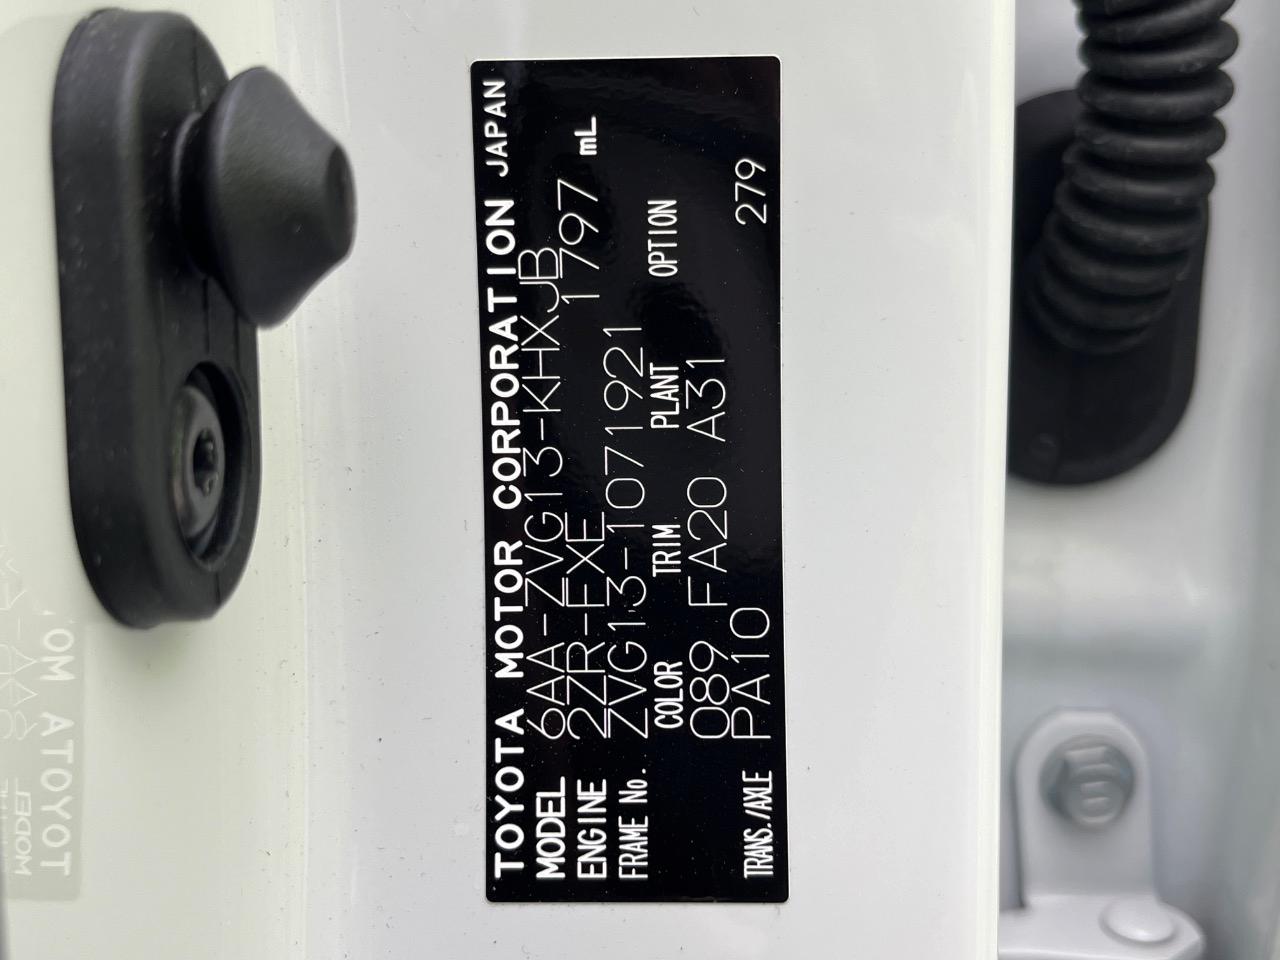 TOYOTA MOTOR CORPORATION JAPAN
MODEL 6AA-ZVG13-KHXJB
ENGINE 2ZR-FXE 1797 mL
FRAME No. ZVG13-1071921
COLOR TRIM PLANT OPTION
089 FA20 A31
TRANS./AXLE PA10 279